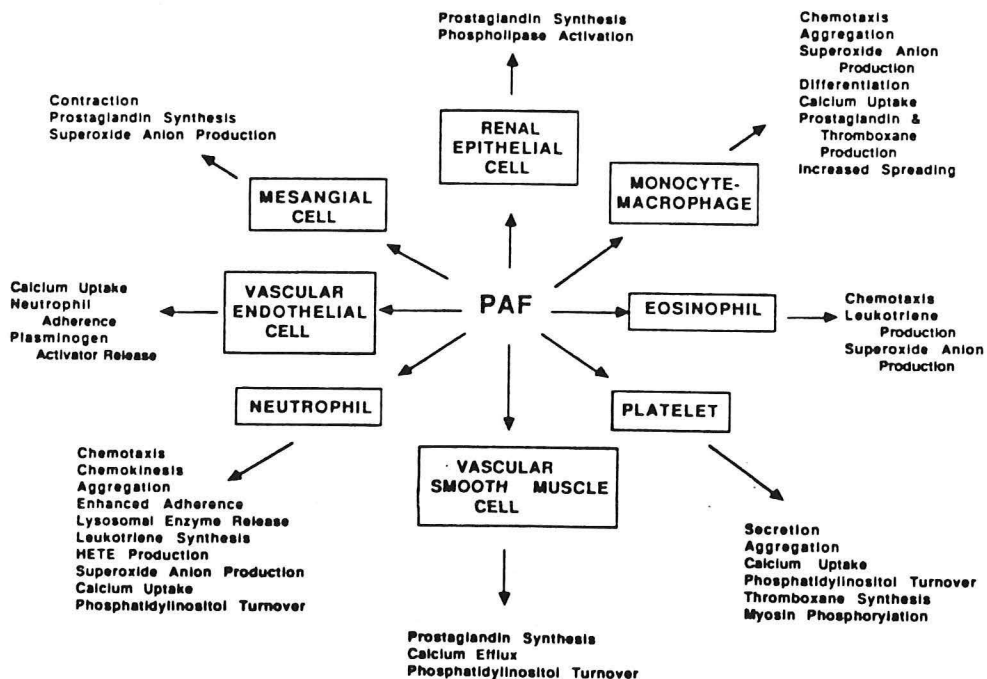 Prostaglandin Synthesis
Phospholipase Activation
Chemotaxis
Aggregation
Superoxide Anion
Production
Differentiation
Calcium Uptake
Prostaglandin &
Thromboxane
Production
Increased Spreading
Contraction
Prostaglandin Synthesis
Superoxide Anion Production
RENAL
EPITHELIAL
CELL
MONOCYTE-
MACROPHAGE
MESANGIAL
CELL
Calcium Uptake
Neutrophil
Adherence
Plasminogen
Activator Release
VASCULAR
ENDOTHELIAL
CELL
PAF
EOSINOPHIL
Chemotaxis
Leukotriene
Production
Superoxide Anion
Production
NEUTROPHIL
PLATELET
Chemotaxis
Chemokinesis
Aggregation
Enhanced Adherence
Lysosomal Enzyme Release
Leukotriene Synthesis
HETE Production
Superoxide Anion Production
Calcium Uptake
Phosphatidylinositol Turnover
VASCULAR
SMOOTH MUSCLE
CELL
Secretion
Aggregation
Calcium Uptake
Phosphatidylinositol Turnover
Thromboxane Synthesis
Myosin Phosphorylation
Prostaglandin Synthesis
Calcium Efflux
Phosphatidylinositol Turnover